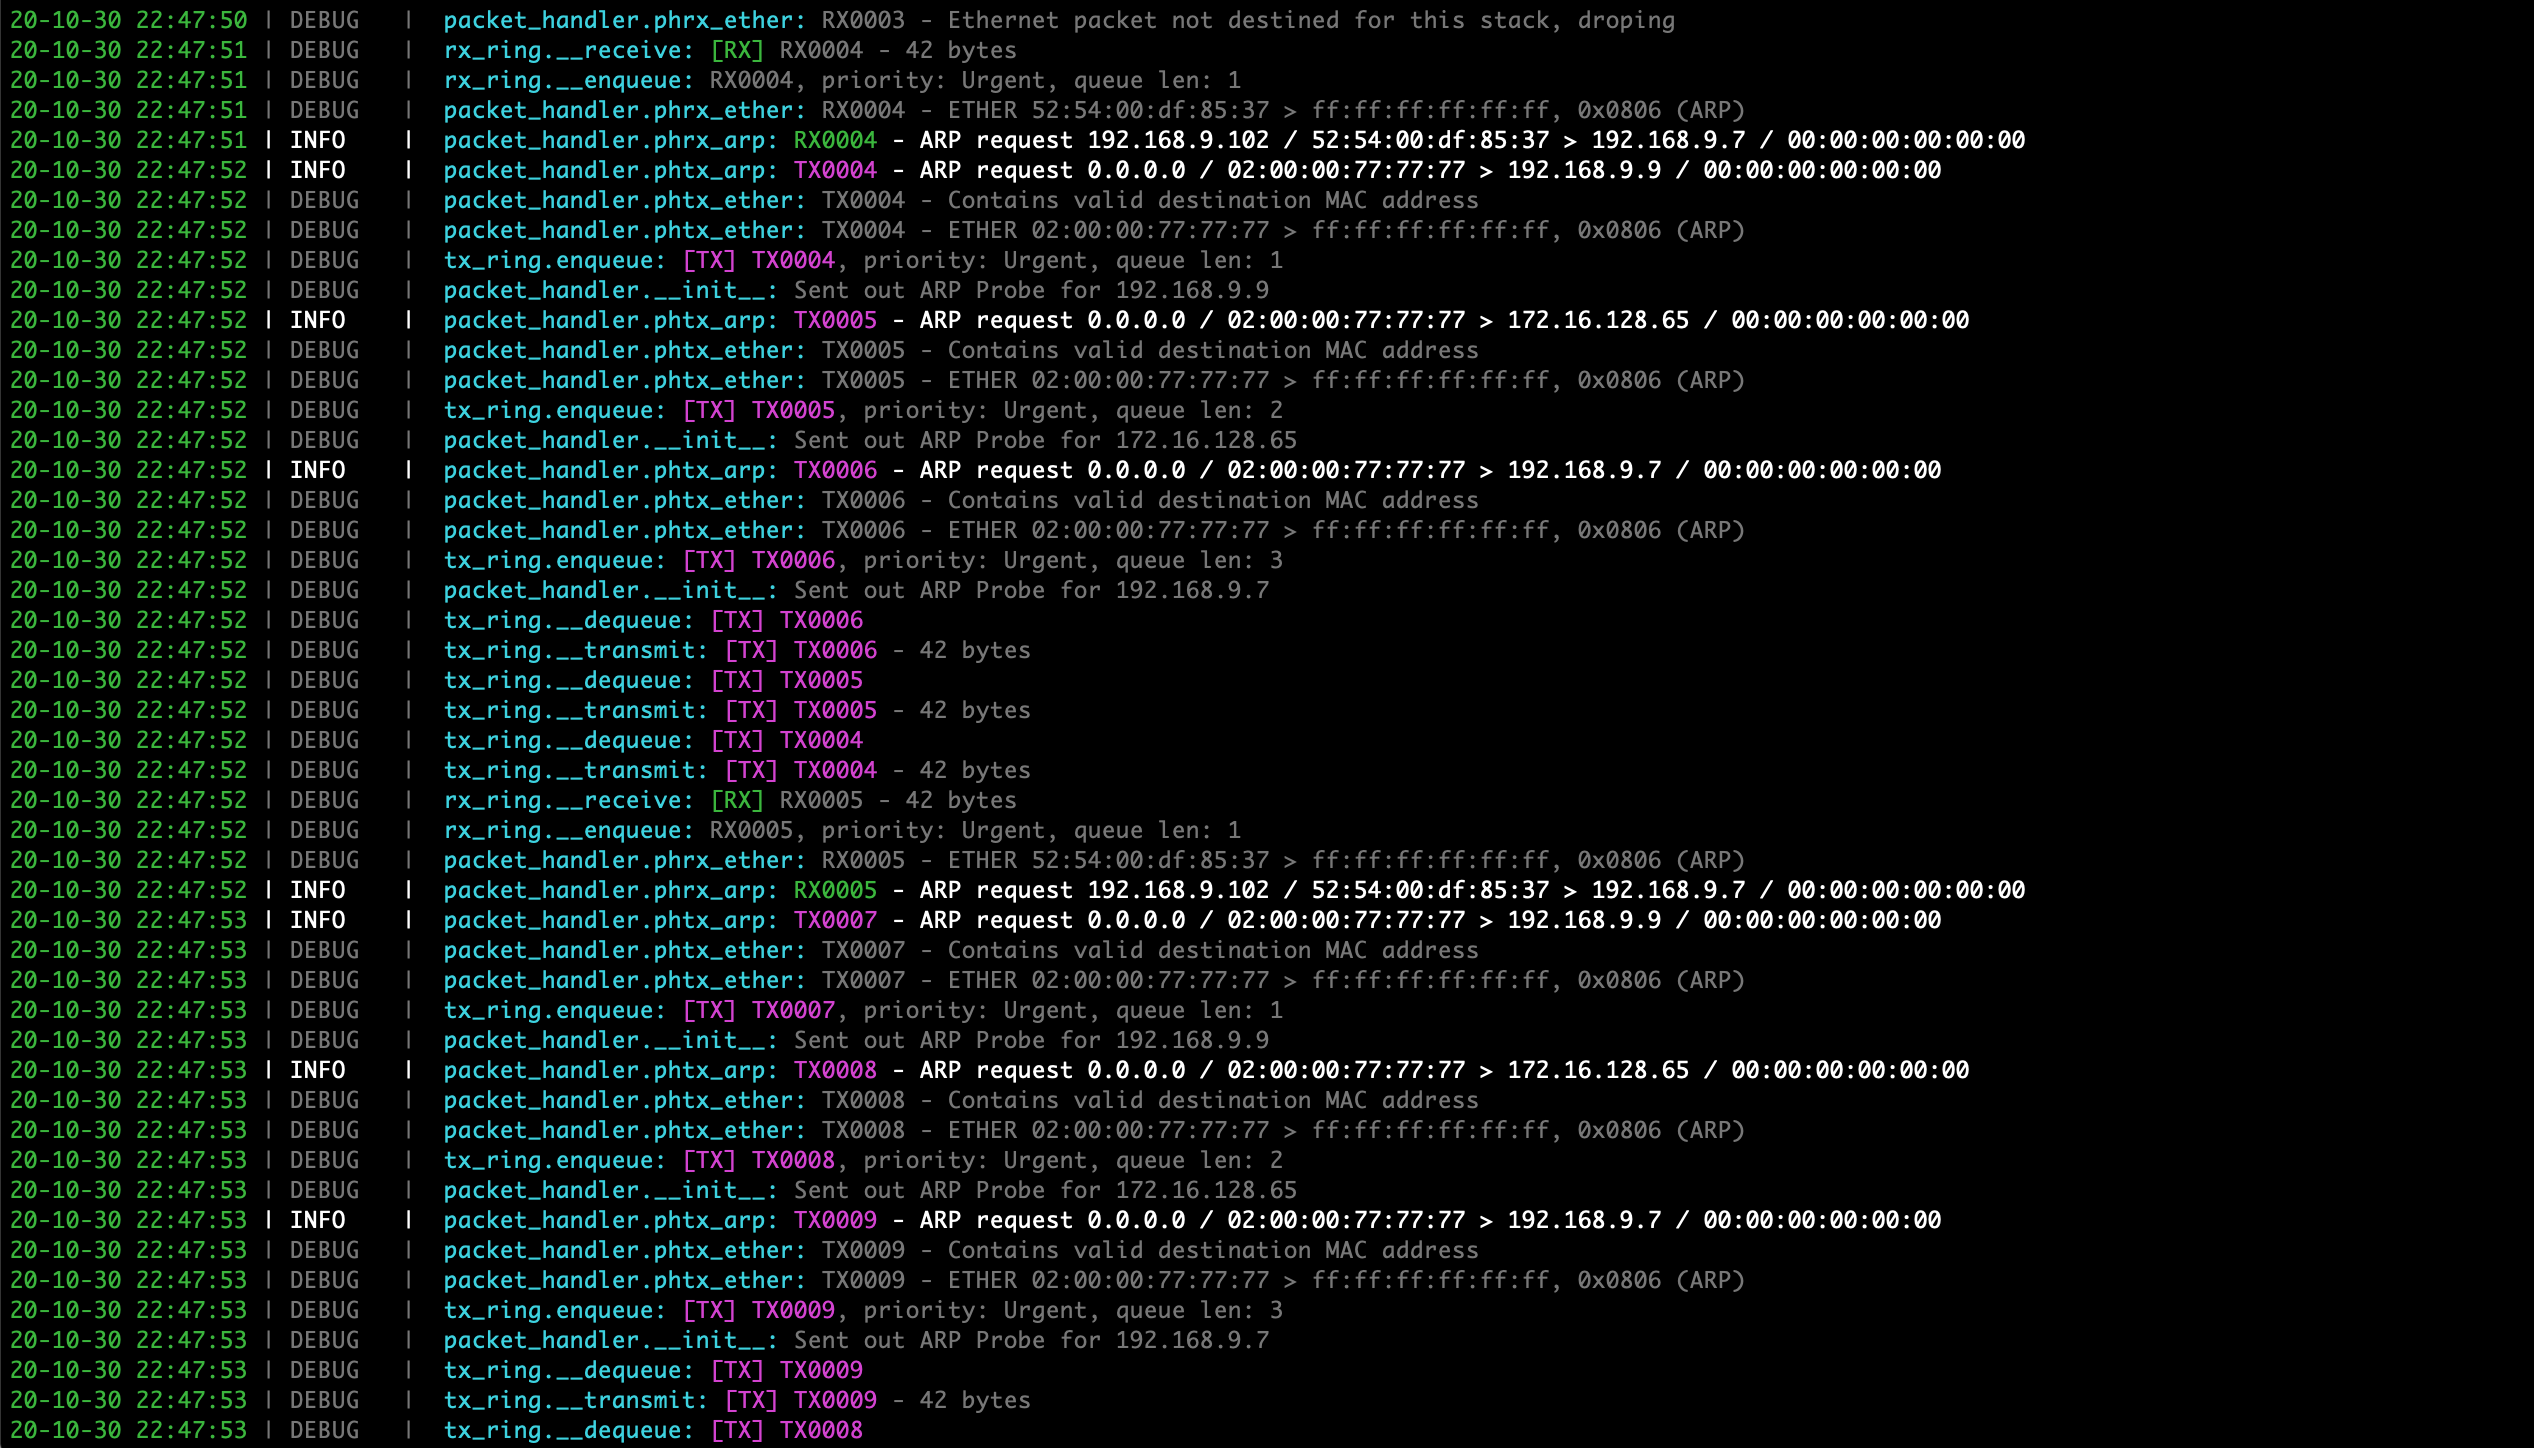 20-10-30 22:47:50 | DEBUG   |  packet_handler.phrx_ether: RX0003 - Ethernet packet not destined for this stack, droping
20-10-30 22:47:51 | DEBUG   |  rx_ring.__receive: [RX] RX0004 - 42 bytes
20-10-30 22:47:51 | DEBUG   |  rx_ring.__enqueue: RX0004, priority: Urgent, queue len: 1
20-10-30 22:47:51 | DEBUG   |  packet_handler.phrx_ether: RX0004 - ETHER 52:54:00:df:85:37 > ff:ff:ff:ff:ff:ff, 0x0806 (ARP)
20-10-30 22:47:51 | INFO    |  packet_handler.phrx_arp: RX0004 - ARP request 192.168.9.102 / 52:54:00:df:85:37 > 192.168.9.7 / 00:00:00:00:00:00
20-10-30 22:47:52 | INFO    |  packet_handler.phtx_arp: TX0004 - ARP request 0.0.0.0 / 02:00:00:77:77:77 > 192.168.9.9 / 00:00:00:00:00:00
20-10-30 22:47:52 | DEBUG   |  packet_handler.phtx_ether: TX0004 - Contains valid destination MAC address
20-10-30 22:47:52 | DEBUG   |  packet_handler.phtx_ether: TX0004 - ETHER 02:00:00:77:77:77 > ff:ff:ff:ff:ff:ff, 0x0806 (ARP)
20-10-30 22:47:52 | DEBUG   |  tx_ring.enqueue: [TX] TX0004, priority: Urgent, queue len: 1
20-10-30 22:47:52 | DEBUG   |  packet_handler.__init__: Sent out ARP Probe for 192.168.9.9
20-10-30 22:47:52 | INFO    |  packet_handler.phtx_arp: TX0005 - ARP request 0.0.0.0 / 02:00:00:77:77:77 > 172.16.128.65 / 00:00:00:00:00:00
20-10-30 22:47:52 | DEBUG   |  packet_handler.phtx_ether: TX0005 - Contains valid destination MAC address
20-10-30 22:47:52 | DEBUG   |  packet_handler.phtx_ether: TX0005 - ETHER 02:00:00:77:77:77 > ff:ff:ff:ff:ff:ff, 0x0806 (ARP)
20-10-30 22:47:52 | DEBUG   |  tx_ring.enqueue: [TX] TX0005, priority: Urgent, queue len: 2
20-10-30 22:47:52 | DEBUG   |  packet_handler.__init__: Sent out ARP Probe for 172.16.128.65
20-10-30 22:47:52 | INFO    |  packet_handler.phtx_arp: TX0006 - ARP request 0.0.0.0 / 02:00:00:77:77:77 > 192.168.9.7 / 00:00:00:00:00:00
20-10-30 22:47:52 | DEBUG   |  packet_handler.phtx_ether: TX0006 - Contains valid destination MAC address
20-10-30 22:47:52 | DEBUG   |  packet_handler.phtx_ether: TX0006 - ETHER 02:00:00:77:77:77 > ff:ff:ff:ff:ff:ff, 0x0806 (ARP)
20-10-30 22:47:52 | DEBUG   |  tx_ring.enqueue: [TX] TX0006, priority: Urgent, queue len: 3
20-10-30 22:47:52 | DEBUG   |  packet_handler.__init__: Sent out ARP Probe for 192.168.9.7
20-10-30 22:47:52 | DEBUG   |  tx_ring.__dequeue: [TX] TX0006
20-10-30 22:47:52 | DEBUG   |  tx_ring.__transmit: [TX] TX0006 - 42 bytes
20-10-30 22:47:52 | DEBUG   |  tx_ring.__dequeue: [TX] TX0005
20-10-30 22:47:52 | DEBUG   |  tx_ring.__transmit: [TX] TX0005 - 42 bytes
20-10-30 22:47:52 | DEBUG   |  tx_ring.__dequeue: [TX] TX0004
20-10-30 22:47:52 | DEBUG   |  tx_ring.__transmit: [TX] TX0004 - 42 bytes
20-10-30 22:47:52 | DEBUG   |  rx_ring.__receive: [RX] RX0005 - 42 bytes
20-10-30 22:47:52 | DEBUG   |  rx_ring.__enqueue: RX0005, priority: Urgent, queue len: 1
20-10-30 22:47:52 | DEBUG   |  packet_handler.phrx_ether: RX0005 - ETHER 52:54:00:df:85:37 > ff:ff:ff:ff:ff:ff, 0x0806 (ARP)
20-10-30 22:47:52 | INFO    |  packet_handler.phrx_arp: RX0005 - ARP request 192.168.9.102 / 52:54:00:df:85:37 > 192.168.9.7 / 00:00:00:00:00:00
20-10-30 22:47:53 | INFO    |  packet_handler.phtx_arp: TX0007 - ARP request 0.0.0.0 / 02:00:00:77:77:77 > 192.168.9.9 / 00:00:00:00:00:00
20-10-30 22:47:53 | DEBUG   |  packet_handler.phtx_ether: TX0007 - Contains valid destination MAC address
20-10-30 22:47:53 | DEBUG   |  packet_handler.phtx_ether: TX0007 - ETHER 02:00:00:77:77:77 > ff:ff:ff:ff:ff:ff, 0x0806 (ARP)
20-10-30 22:47:53 | DEBUG   |  tx_ring.enqueue: [TX] TX0007, priority: Urgent, queue len: 1
20-10-30 22:47:53 | DEBUG   |  packet_handler.__init__: Sent out ARP Probe for 192.168.9.9
20-10-30 22:47:53 | INFO    |  packet_handler.phtx_arp: TX0008 - ARP request 0.0.0.0 / 02:00:00:77:77:77 > 172.16.128.65 / 00:00:00:00:00:00
20-10-30 22:47:53 | DEBUG   |  packet_handler.phtx_ether: TX0008 - Contains valid destination MAC address
20-10-30 22:47:53 | DEBUG   |  packet_handler.phtx_ether: TX0008 - ETHER 02:00:00:77:77:77 > ff:ff:ff:ff:ff:ff, 0x0806 (ARP)
20-10-30 22:47:53 | DEBUG   |  tx_ring.enqueue: [TX] TX0008, priority: Urgent, queue len: 2
20-10-30 22:47:53 | DEBUG   |  packet_handler.__init__: Sent out ARP Probe for 172.16.128.65
20-10-30 22:47:53 | INFO    |  packet_handler.phtx_arp: TX0009 - ARP request 0.0.0.0 / 02:00:00:77:77:77 > 192.168.9.7 / 00:00:00:00:00:00
20-10-30 22:47:53 | DEBUG   |  packet_handler.phtx_ether: TX0009 - Contains valid destination MAC address
20-10-30 22:47:53 | DEBUG   |  packet_handler.phtx_ether: TX0009 - ETHER 02:00:00:77:77:77 > ff:ff:ff:ff:ff:ff, 0x0806 (ARP)
20-10-30 22:47:53 | DEBUG   |  tx_ring.enqueue: [TX] TX0009, priority: Urgent, queue len: 3
20-10-30 22:47:53 | DEBUG   |  packet_handler.__init__: Sent out ARP Probe for 192.168.9.7
20-10-30 22:47:53 | DEBUG   |  tx_ring.__dequeue: [TX] TX0009
20-10-30 22:47:53 | DEBUG   |  tx_ring.__transmit: [TX] TX0009 - 42 bytes
20-10-30 22:47:53 | DEBUG   |  tx_ring.__dequeue: [TX] TX0008